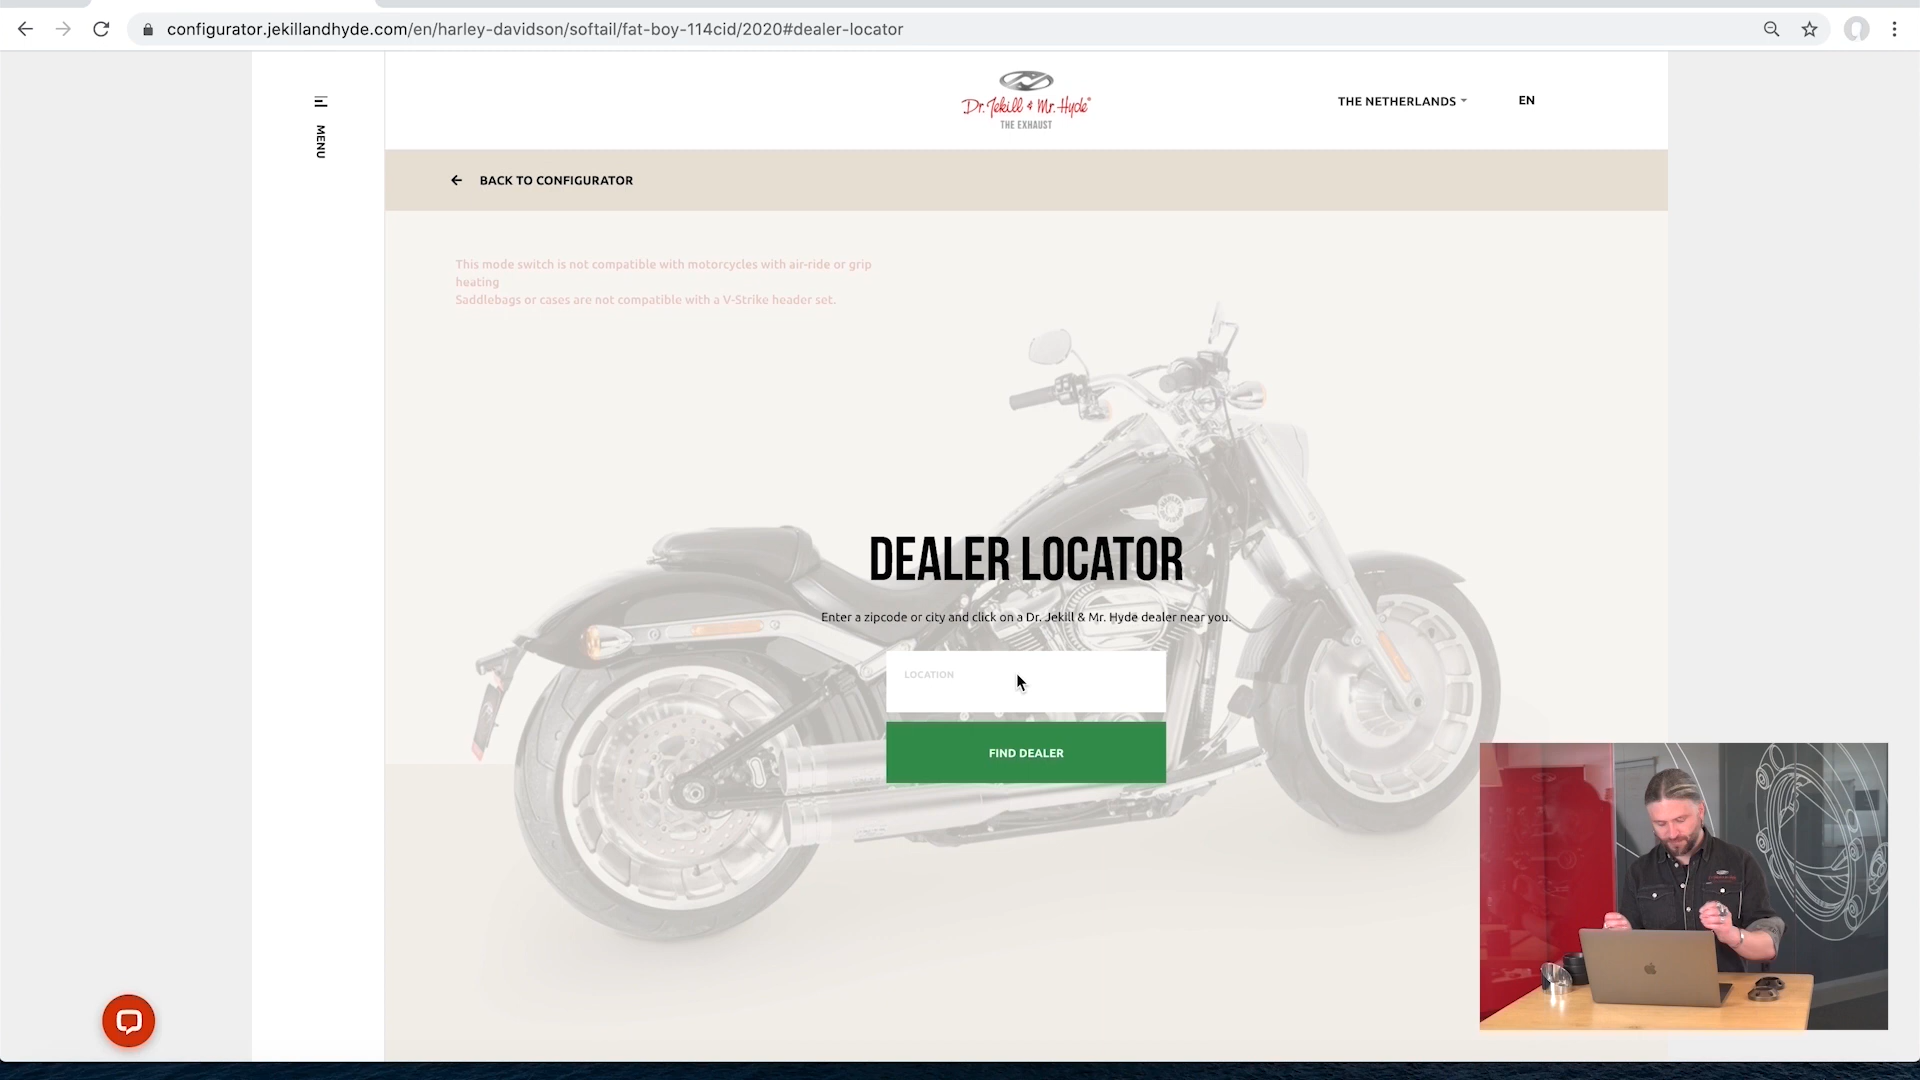 configurator.jekillandhyde.com/en/harley-davidson/softail/fat-boy-114cid/2020#dealer-locator
MENU
Dr. Jekill & Mr. Hyde®
THE EXHAUST
THE NETHERLANDS
EN
BACK TO CONFIGURATOR
This mode switch is not compatible with motorcycles with air-ride or grip
heating
Saddlebags or cases are not compatible with a V-Strike header set.
DEALER LOCATOR
Enter a zipcode or city and click on a Dr. Jekill & Mr. Hyde dealer near you.
LOCATION
FIND DEALER